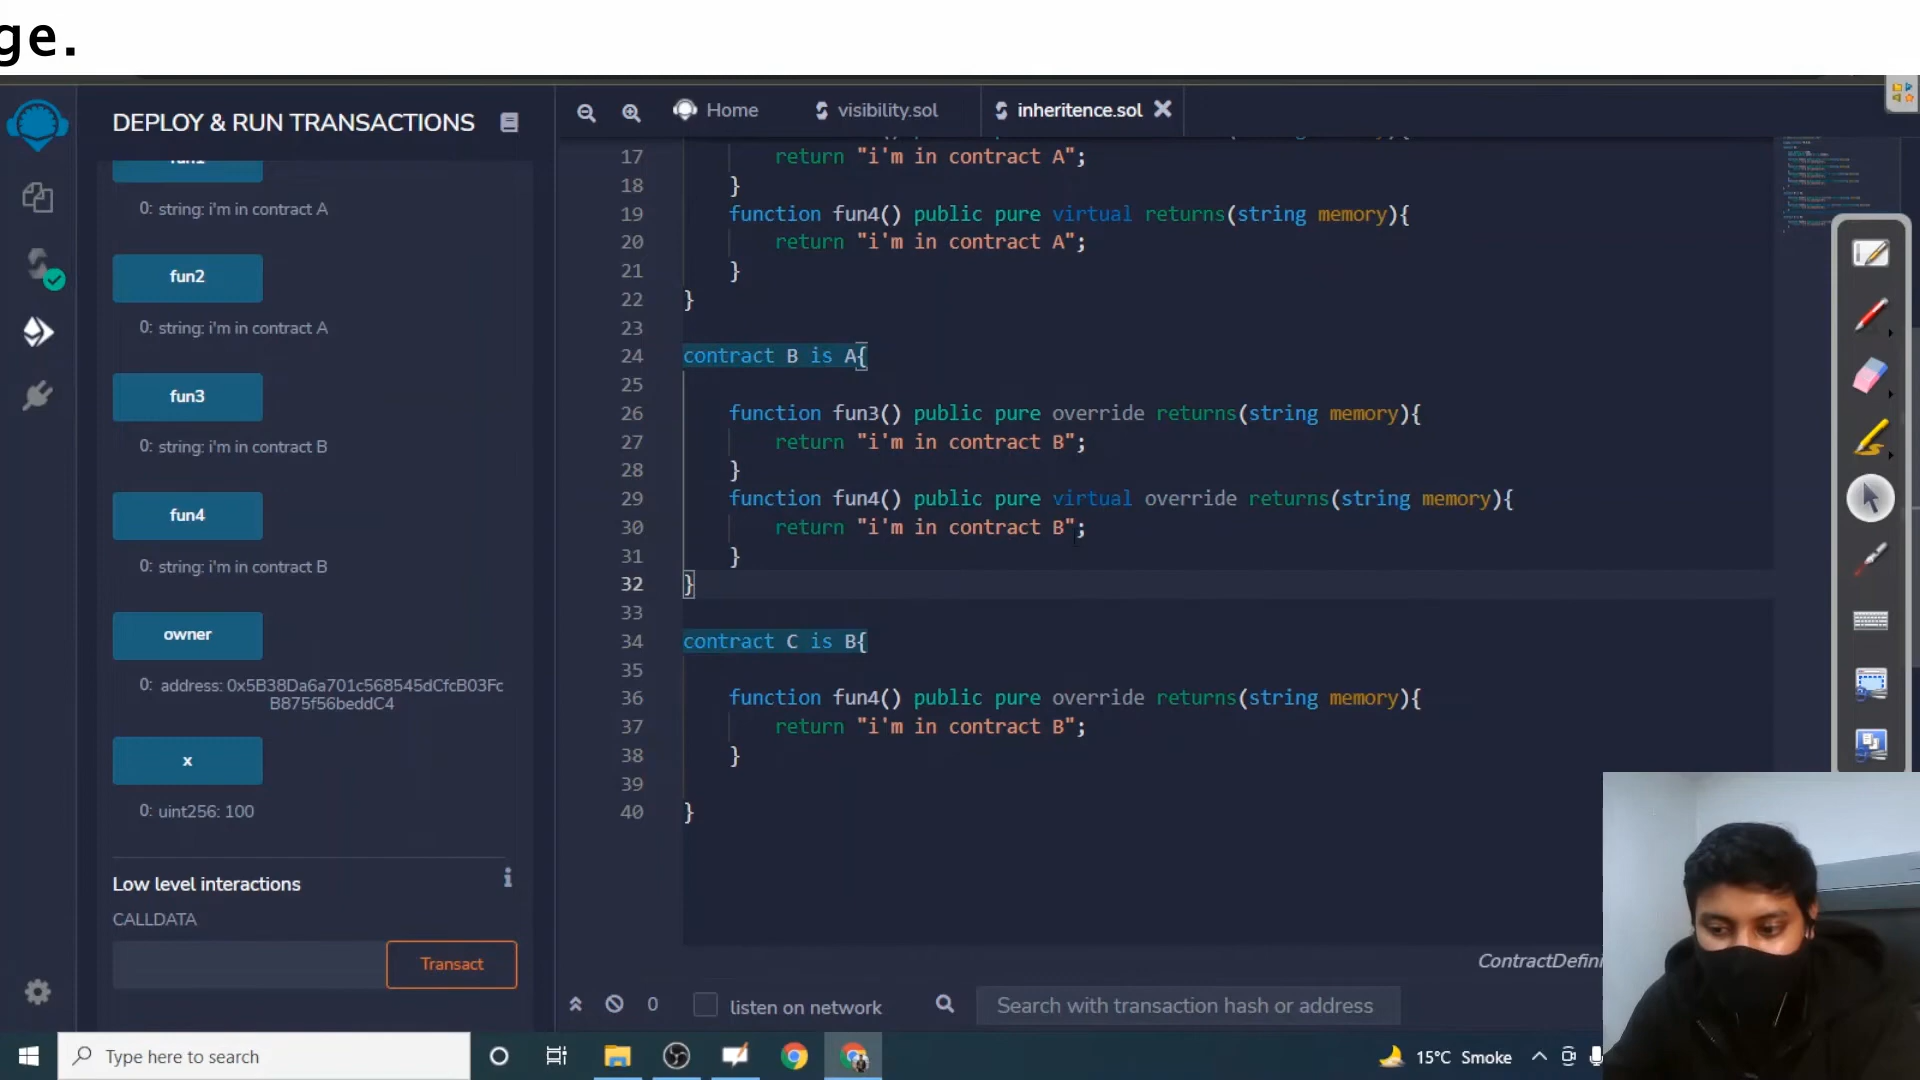 ge.
DEPLOY & RUN TRANSACTIONS
Home
visibility.sol
inheritence.sol
fun1
0: string: i'm in contract A
fun2
0: string: i'm in contract A
fun3
0: string: i'm in contract B
fun4
0: string: i'm in contract B
owner
0: address: 0x5B38Da6a701c568545dCfcB03Fc
B875f56beddC4
x
0: uint256: 100
Low level interactions
i
CALLDATA
Transact
17 return "i'm in contract A";
18 }
19 function fun4() public pure virtual returns(string memory){
20 return "i'm in contract A";
21 }
22 }
23
24 contract B is A{
25
26 function fun3() public pure override returns(string memory){
27 return "i'm in contract B";
28 }
29 function fun4() public pure virtual override returns(string memory){
30 return "i'm in contract B";
31 }
32 }
33
34 contract C is B{
35
36 function fun4() public pure override returns(string memory){
37 return "i'm in contract B";
38 }
39
40 }
ContractDefini
0
listen on network
Search with transaction hash or address
Type here to search
15°C Smoke